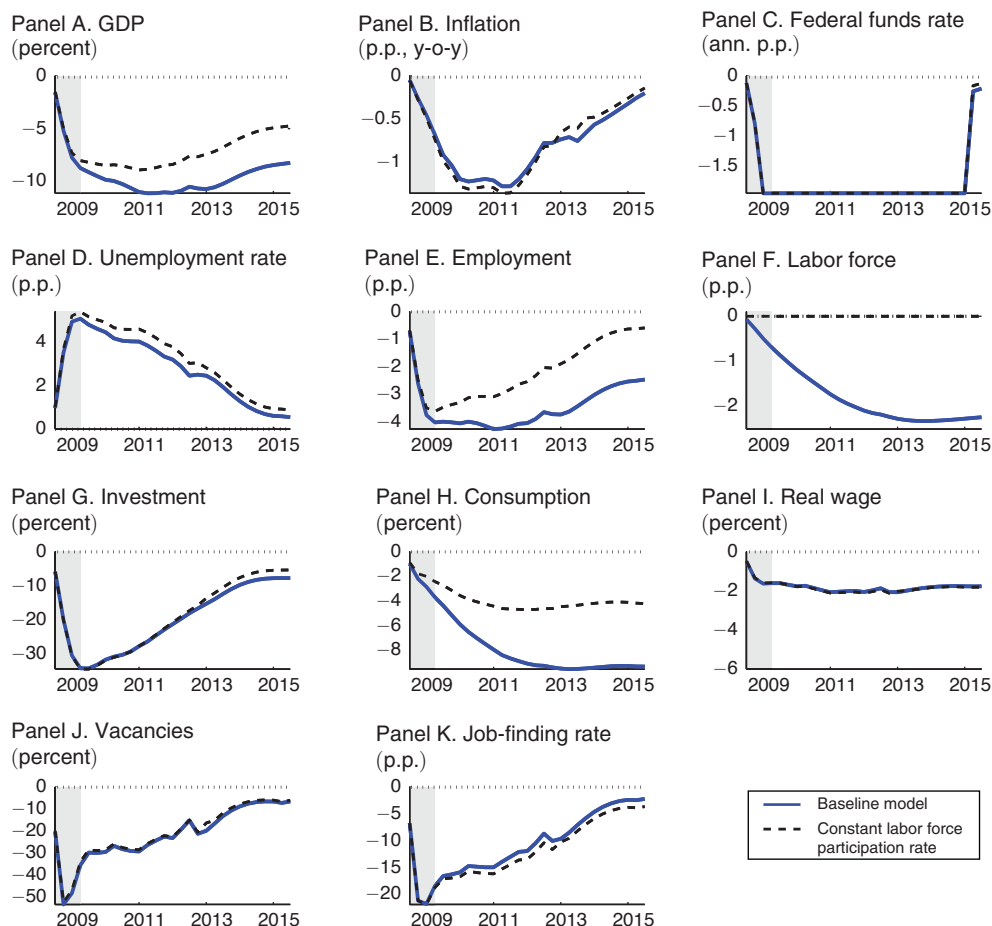 Panel A. GDP
(percent)
0
−5
−10
2009 2011 2013 2015
Panel B. Inflation
(p.p., y-o-y)
0
−0.5
−1
2009 2011 2013 2015
Panel C. Federal funds rate
(ann. p.p.)
0
−0.5
−1
−1.5
2009 2011 2013 2015
Panel D. Unemployment rate
(p.p.)
4
2
0
2009 2011 2013 2015
Panel E. Employment
(p.p.)
0
−1
−2
−3
−4
2009 2011 2013 2015
Panel F. Labor force
(p.p.)
0
−1
−2
2009 2011 2013 2015
Panel G. Investment
(percent)
0
−10
−20
−30
2009 2011 2013 2015
Panel H. Consumption
(percent)
0
−2
−4
−6
−8
2009 2011 2013 2015
Panel I. Real wage
(percent)
0
−2
−4
−6
2009 2011 2013 2015
Panel J. Vacancies
(percent)
0
−10
−20
−30
−40
−50
2009 2011 2013 2015
Panel K. Job-finding rate
(p.p.)
0
−5
−10
−15
−20
2009 2011 2013 2015
Baseline model
Constant labor force
participation rate